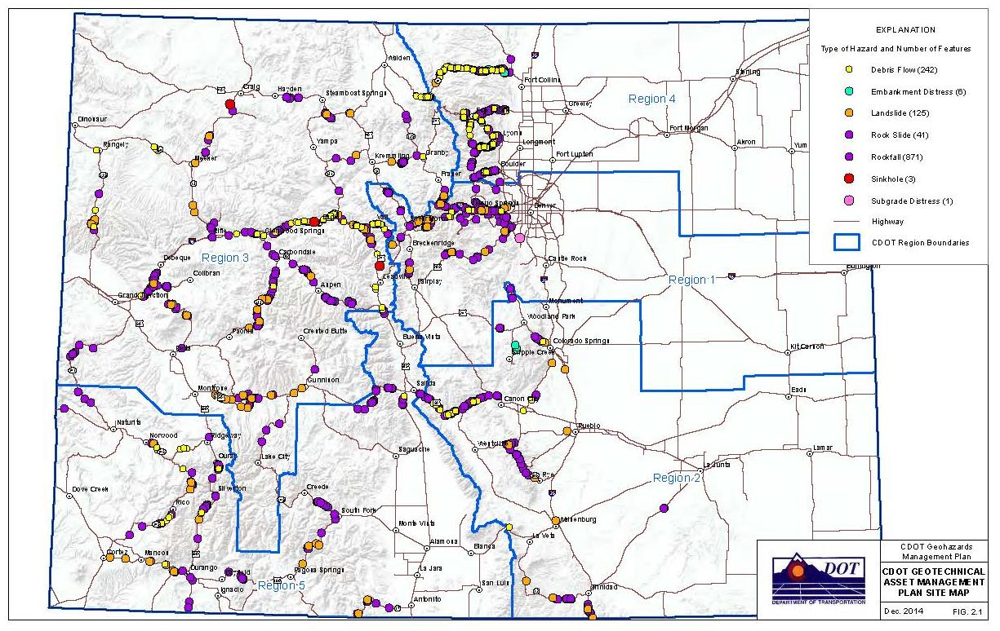 EXPLANATION
Type of Hazard and Number of Features
Debris Flow (242)
Embankment Distress (6)
Landslide (125)
Rock Slide (41)
Rockfall (871)
Sinkhole (3)
Subgrade Distress (1)
Highway
CDOT Region Boundaries
Walden
Fort Collins
Sterling
Craig
Hayden
Steamboat Springs
Greeley
Region 4
Dinosaur
Fort Morgan
Lyons
Rangely
Yampa
Longmont
Akron
Yum
Meeker
Kremmling
Granby
Fort Lupton
Boulder
Fraser
Denver
Vail
Rifle
Glenwood Springs
Breckenridge
Region 3
Carbondale
Debeque
Castle Rock
Collbran
Leadville
Fairplay
Region 1
Burlington
Grand Junction
Aspen
Monument
Woodland Park
Paonia
Crested Butte
Buena Vista
Colorado Springs
Delta
Cripple Creek
Kit Carson
Gunnison
Salida
Montrose
Canon City
Eads
Naturita
Pueblo
Norwood
Ridgeway
Westcliffe
Saguache
Lamar
Ouray
Lake City
La Junta
Rye
Region 2
Dove Creek
Silverton
Creede
Rico
South Fork
Walsenburg
Monte Vista
La Veta
Alamosa
Blanca
Cortez
Mancos
Durango
Pagosa Springs
La Jara
Region 5
San Luis
Ignacio
Trinidad
Antonito
DOT
DEPARTMENT OF TRANSPORTATION
CDOT Geohazards
Management Plan
CDOT GEOTECHNICAL
ASSET MANAGEMENT
PLAN SITE MAP
Dec. 2014
FIG. 2.1